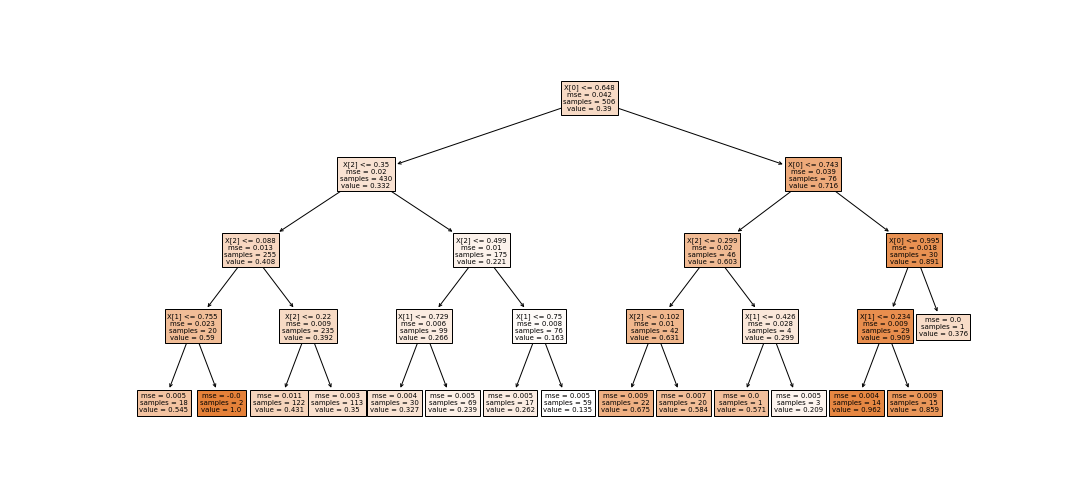 X[0] <= 0.648
mse = 0.042
samples = 506
value = 0.39
X[2] <= 0.35
mse = 0.02
samples = 430
value = 0.332
X[0] <= 0.743
mse = 0.039
samples = 76
value = 0.716
X[2] <= 0.088
mse = 0.013
samples = 255
value = 0.408
X[2] <= 0.499
mse = 0.01
samples = 175
value = 0.221
X[2] <= 0.299
mse = 0.02
samples = 46
value = 0.603
X[0] <= 0.995
mse = 0.018
samples = 30
value = 0.891
X[1] <= 0.755
mse = 0.023
samples = 20
value = 0.59
X[2] <= 0.22
mse = 0.009
samples = 235
value = 0.392
X[1] <= 0.729
mse = 0.006
samples = 99
value = 0.266
X[1] <= 0.75
mse = 0.008
samples = 76
value = 0.163
X[2] <= 0.102
mse = 0.01
samples = 42
value = 0.631
X[1] <= 0.426
mse = 0.028
samples = 4
value = 0.299
X[1] <= 0.234
mse = 0.009
samples = 29
value = 0.909
mse = 0.0
samples = 1
value = 0.376
mse = 0.005
samples = 18
value = 0.545
mse = -0.0
samples = 2
value = 1.0
mse = 0.011
samples = 122
value = 0.431
mse = 0.003
samples = 113
value = 0.35
mse = 0.004
samples = 30
value = 0.327
mse = 0.005
samples = 69
value = 0.239
mse = 0.005
samples = 17
value = 0.262
mse = 0.005
samples = 59
value = 0.135
mse = 0.009
samples = 22
value = 0.675
mse = 0.007
samples = 20
value = 0.584
mse = 0.0
samples = 1
value = 0.571
mse = 0.005
samples = 3
value = 0.209
mse = 0.004
samples = 14
value = 0.962
mse = 0.009
samples = 15
value = 0.859